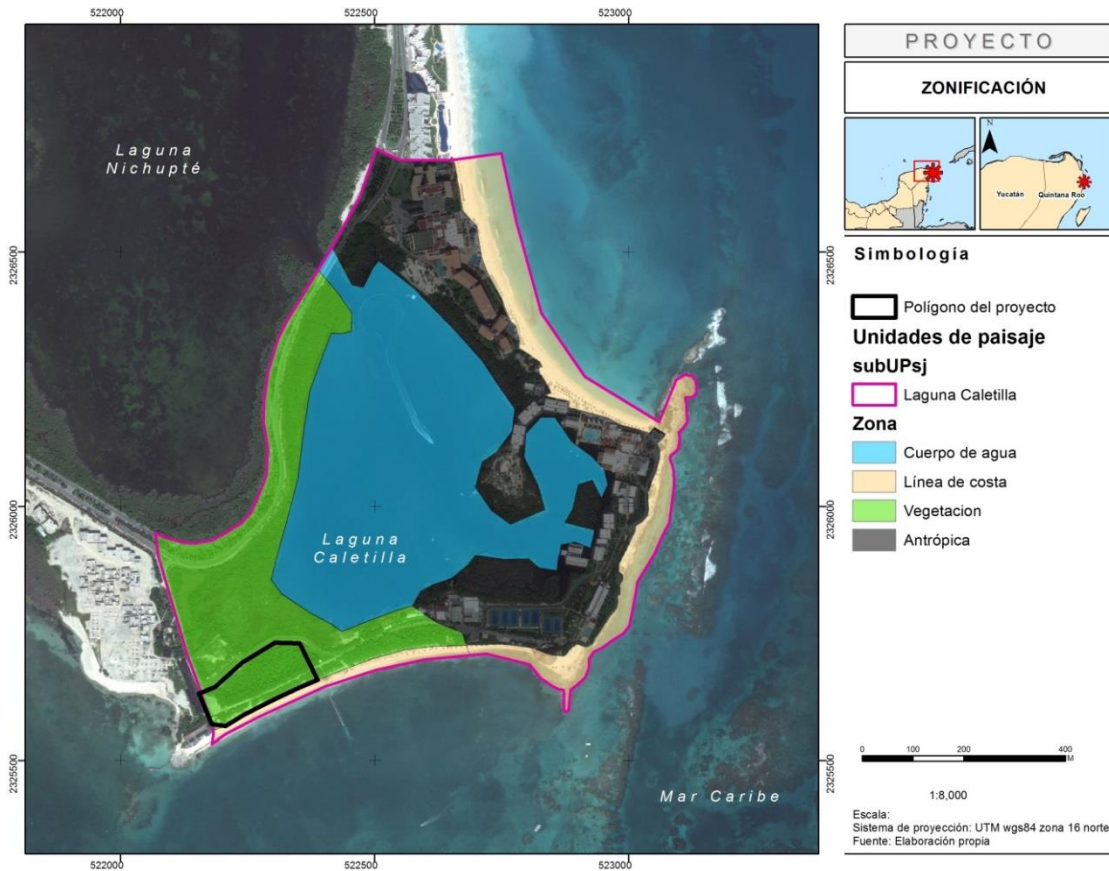 522000
522500
523000
2326500
2326000
2325500
2326500
2326000
2325500
522000
522500
523000
Laguna
Nichupté
Laguna
Caletilla
Mar Caribe
PROYECTO
ZONIFICACIÓN
N
Yucatán
Quintana Roo
Simbología
Polígono del proyecto
Unidades de paisaje
subUPsj
Laguna Caletilla
Zona
Cuerpo de agua
Línea de costa
Vegetacion
Antrópica
0 100 200 400
M
1:8,000
Escala:
Sistema de proyección: UTM wgs84 zona 16 norte
Fuente: Elaboración propia